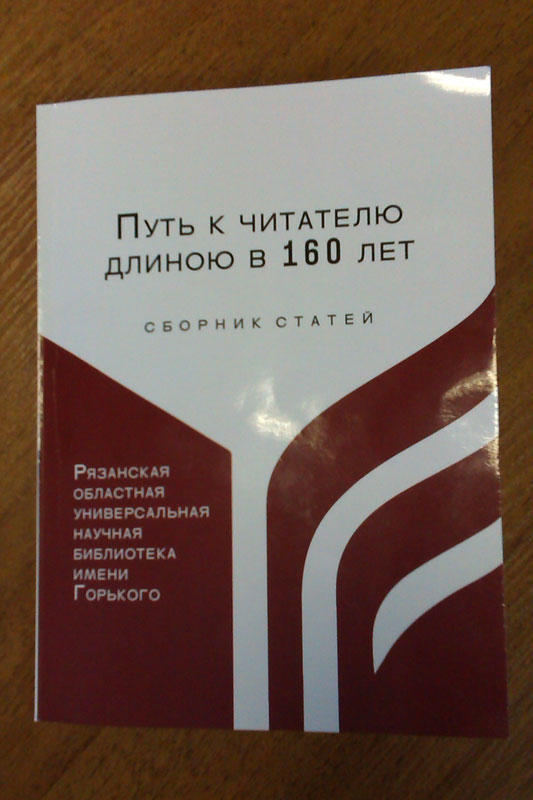 Путь к читателю
длиною в 160 лет
сборник статей
Рязанская
областная
универсальная
научная
библиотека
имени
Горького